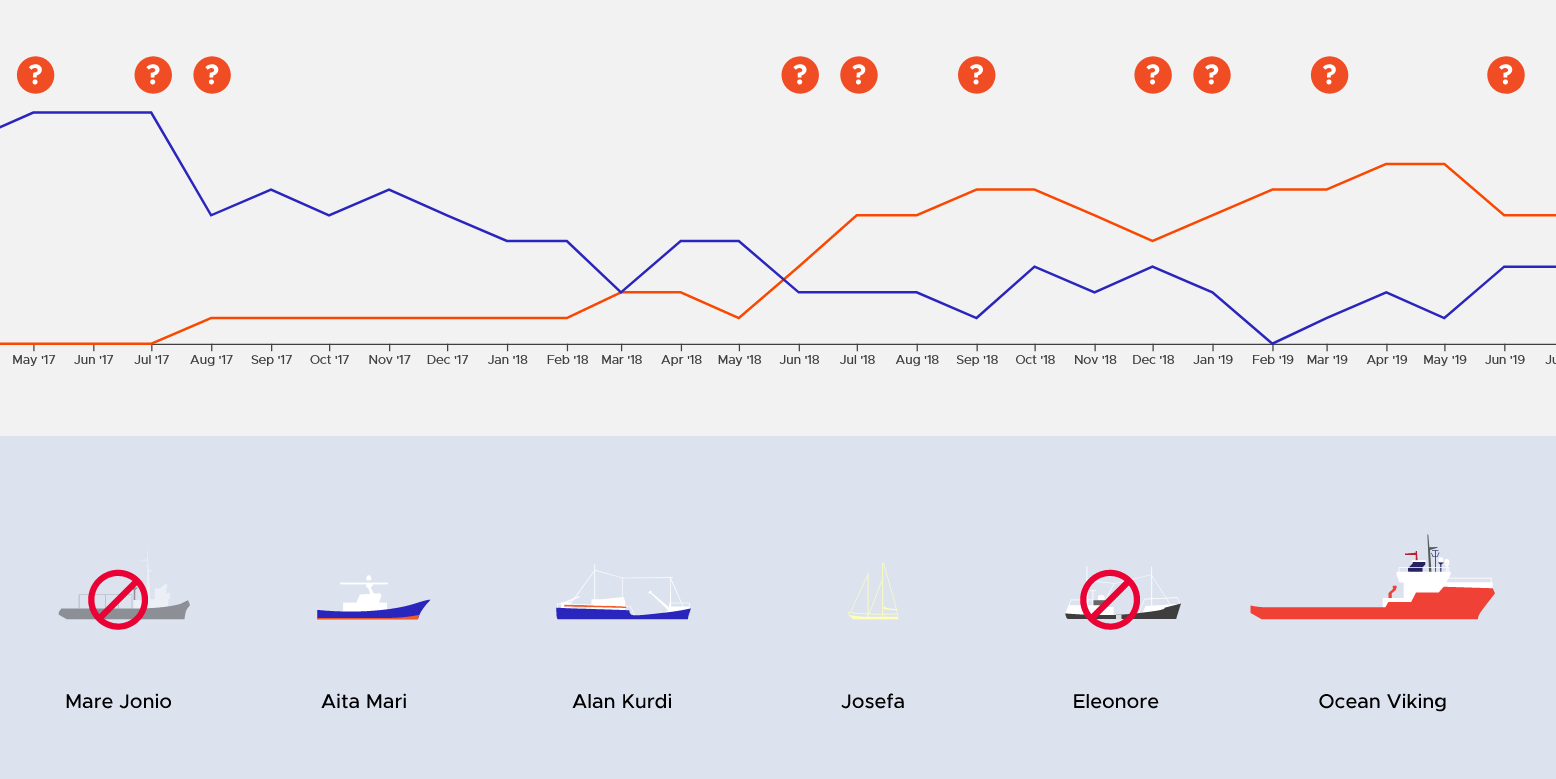 ? ? ? ? ? ? ? ? ? ?
May '17 Jun '17 Jul '17 Aug '17 Sep '17 Oct '17 Nov '17 Dec '17 Jan '18 Feb '18 Mar '18 Apr '18 May '18 Jun '18 Jul '18 Aug '18 Sep '18 Oct '18 Nov '18 Dec '18 Jan '19 Feb '19 Mar '19 Apr '19 May '19 Jun '19 Ju
Mare Jonio Aita Mari Alan Kurdi Josefa Eleonore Ocean Viking